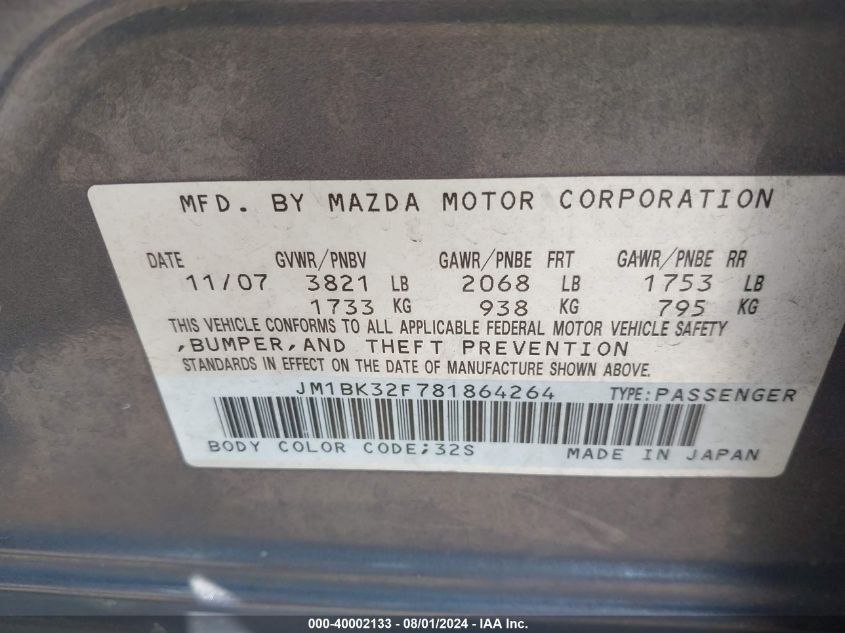 MFD. BY MAZDA MOTOR CORPORATION
DATE GVWR/PNBV GAWR/PNBE FRT GAWR/PNBE RR
11/07 3821 LB 2068 LB 1753 LB
1733 KG 938 KG 795 KG
THIS VEHICLE CONFORMS TO ALL APPLICABLE FEDERAL MOTOR VEHICLE SAFETY
,BUMPER,AND THEFT PREVENTION
STANDARDS IN EFFECT ON THE DATE OF MANUFACTURE SHOWN ABOVE.
JM1BK32F781864264 TYPE:PASSENGER
BODY COLOR CODE;32S MADE IN JAPAN
000-40002133 - 08/01/2024 - IAA Inc.